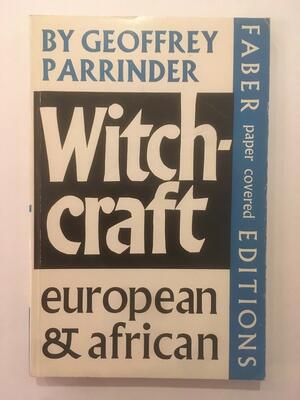 BY GEOFFREY
PARRINDER
Witch-
craft
european
& african
FABER paper covered EDITIONS